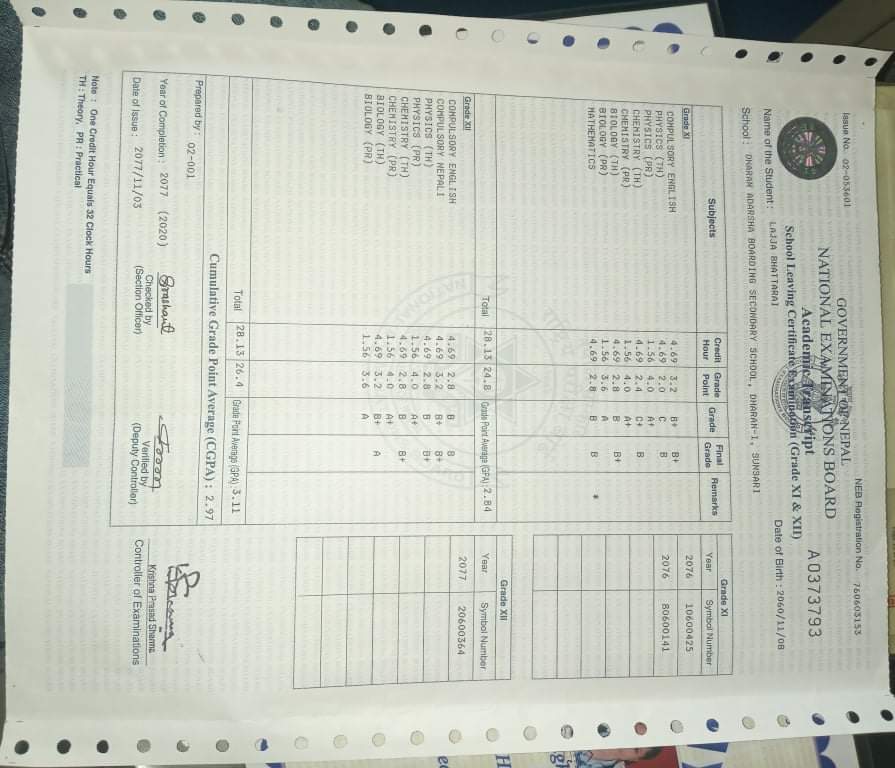 Issue No. 02-053601
NEB Registration No. 760603153
GOVERNMENT OF NEPAL
NATIONAL EXAMINATIONS BOARD
Academic Transcript
A0373793
School Leaving Certificate Examination (Grade XI & XII)
Name of the Student : LAJJA BHATTARAI
Date of Birth : 2060/11/08
School : DHARAN ADARSHA BOARDING SECONDARY SCHOOL, DHARAN-1, SUNSARI
Subjects Credit Hour Grade Point Grade Final Grade Remarks
Grade XI
COMPULSORY ENGLISH 4.69 3.2 B+ B+
PHYSICS (TH) 4.69 2.0 C B
PHYSICS (PR) 1.56 4.0 A+
CHEMISTRY (TH) 4.69 2.4 C+ B
CHEMISTRY (PR) 1.56 4.0 A+
BIOLOGY (TH) 4.69 2.8 B B+
BIOLOGY (PR) 1.56 3.6 A
MATHEMATICS 4.69 2.8 B B *
Total 28.13 24.8 Grade Point Average (GPA) 2.84
Grade XII
COMPULSORY ENGLISH 4.69 2.8 B B
COMPULSORY NEPALI 4.69 3.2 B+ B+
PHYSICS (TH) 4.69 2.8 B B+
PHYSICS (PR) 1.56 4.0 A+
CHEMISTRY (TH) 4.69 2.8 B B+
CHEMISTRY (PR) 1.56 4.0 A+
BIOLOGY (TH) 4.69 3.2 B+ A
BIOLOGY (PR) 1.56 3.6 A
Total 28.13 26.4 Grade Point Average (GPA) 3.11
Cumulative Grade Point Average (CGPA) : 2.97
Grade XI
Year Symbol Number
2076 10600425
2076 80600141
Grade XII
Year Symbol Number
2077 20600364
Prepared by : 02-001
Year of Completion : 2077 (2020)
Date of Issue : 2077/11/03
Checked by
(Section Officer)
Verified by
(Deputy Controller)
Krishna Prasad Sharma
Controller of Examinations
Note : One Credit Hour Equals 32 Clock Hours
TH : Theory, PR : Practical